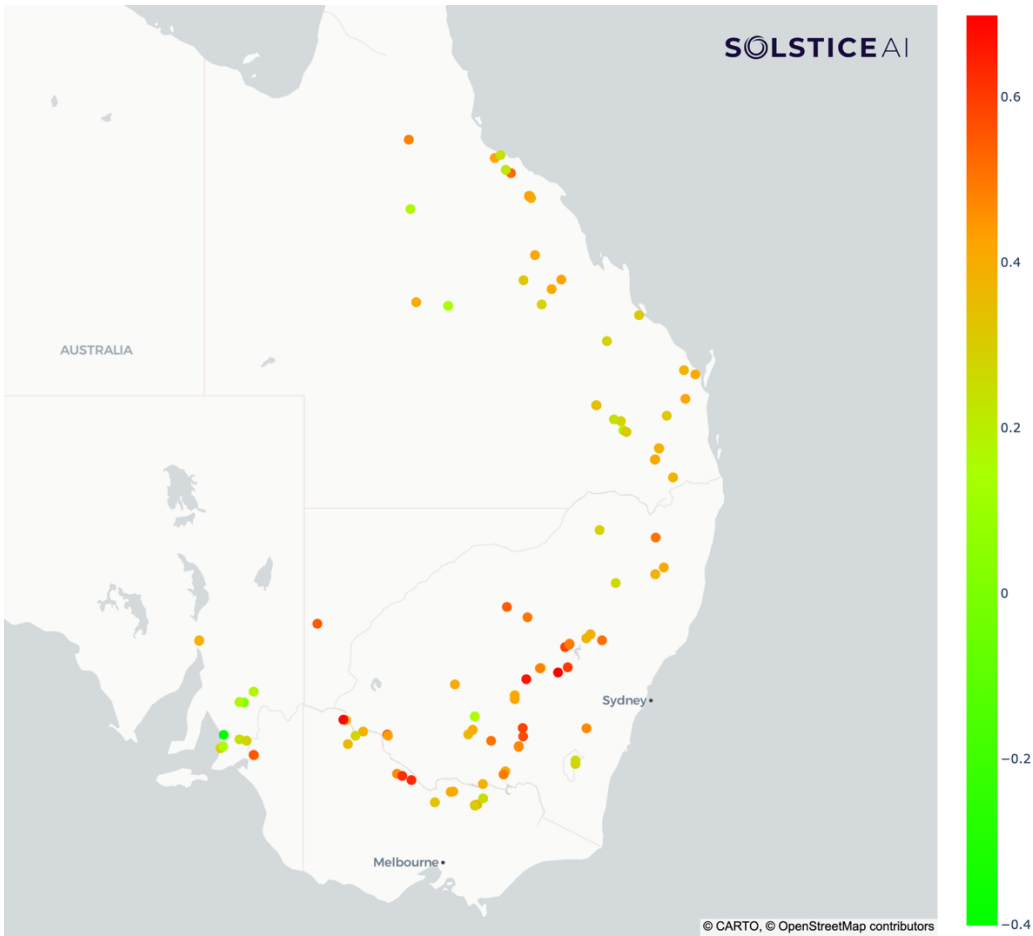 SOLSTICE AI
0.6
0.4
AUSTRALIA
0.2
0
Sydney
−0.2
Melbourne
−0.4
© CARTO, © OpenStreetMap contributors